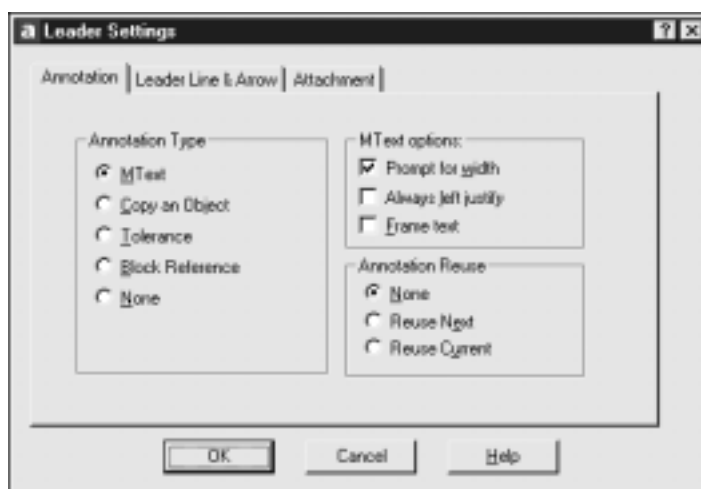 a Leader Settings ? ×
Annotation Leader Line & Arrow Attachment
Annotation Type
MText
Copy an Object
Tolerance
Block Reference
None
MText options:
Prompt for width
Always left justify
Frame text
Annotation Reuse
None
Reuse Next
Reuse Current
OK Cancel Help